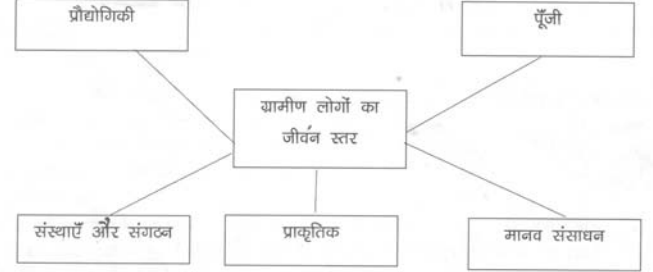 प्रौद्योगिकी
पूँजी
ग्रामीण लोगों का
जीवन स्तर
संस्थाएँ और संगठन
प्राकृतिक
मानव संसाधन